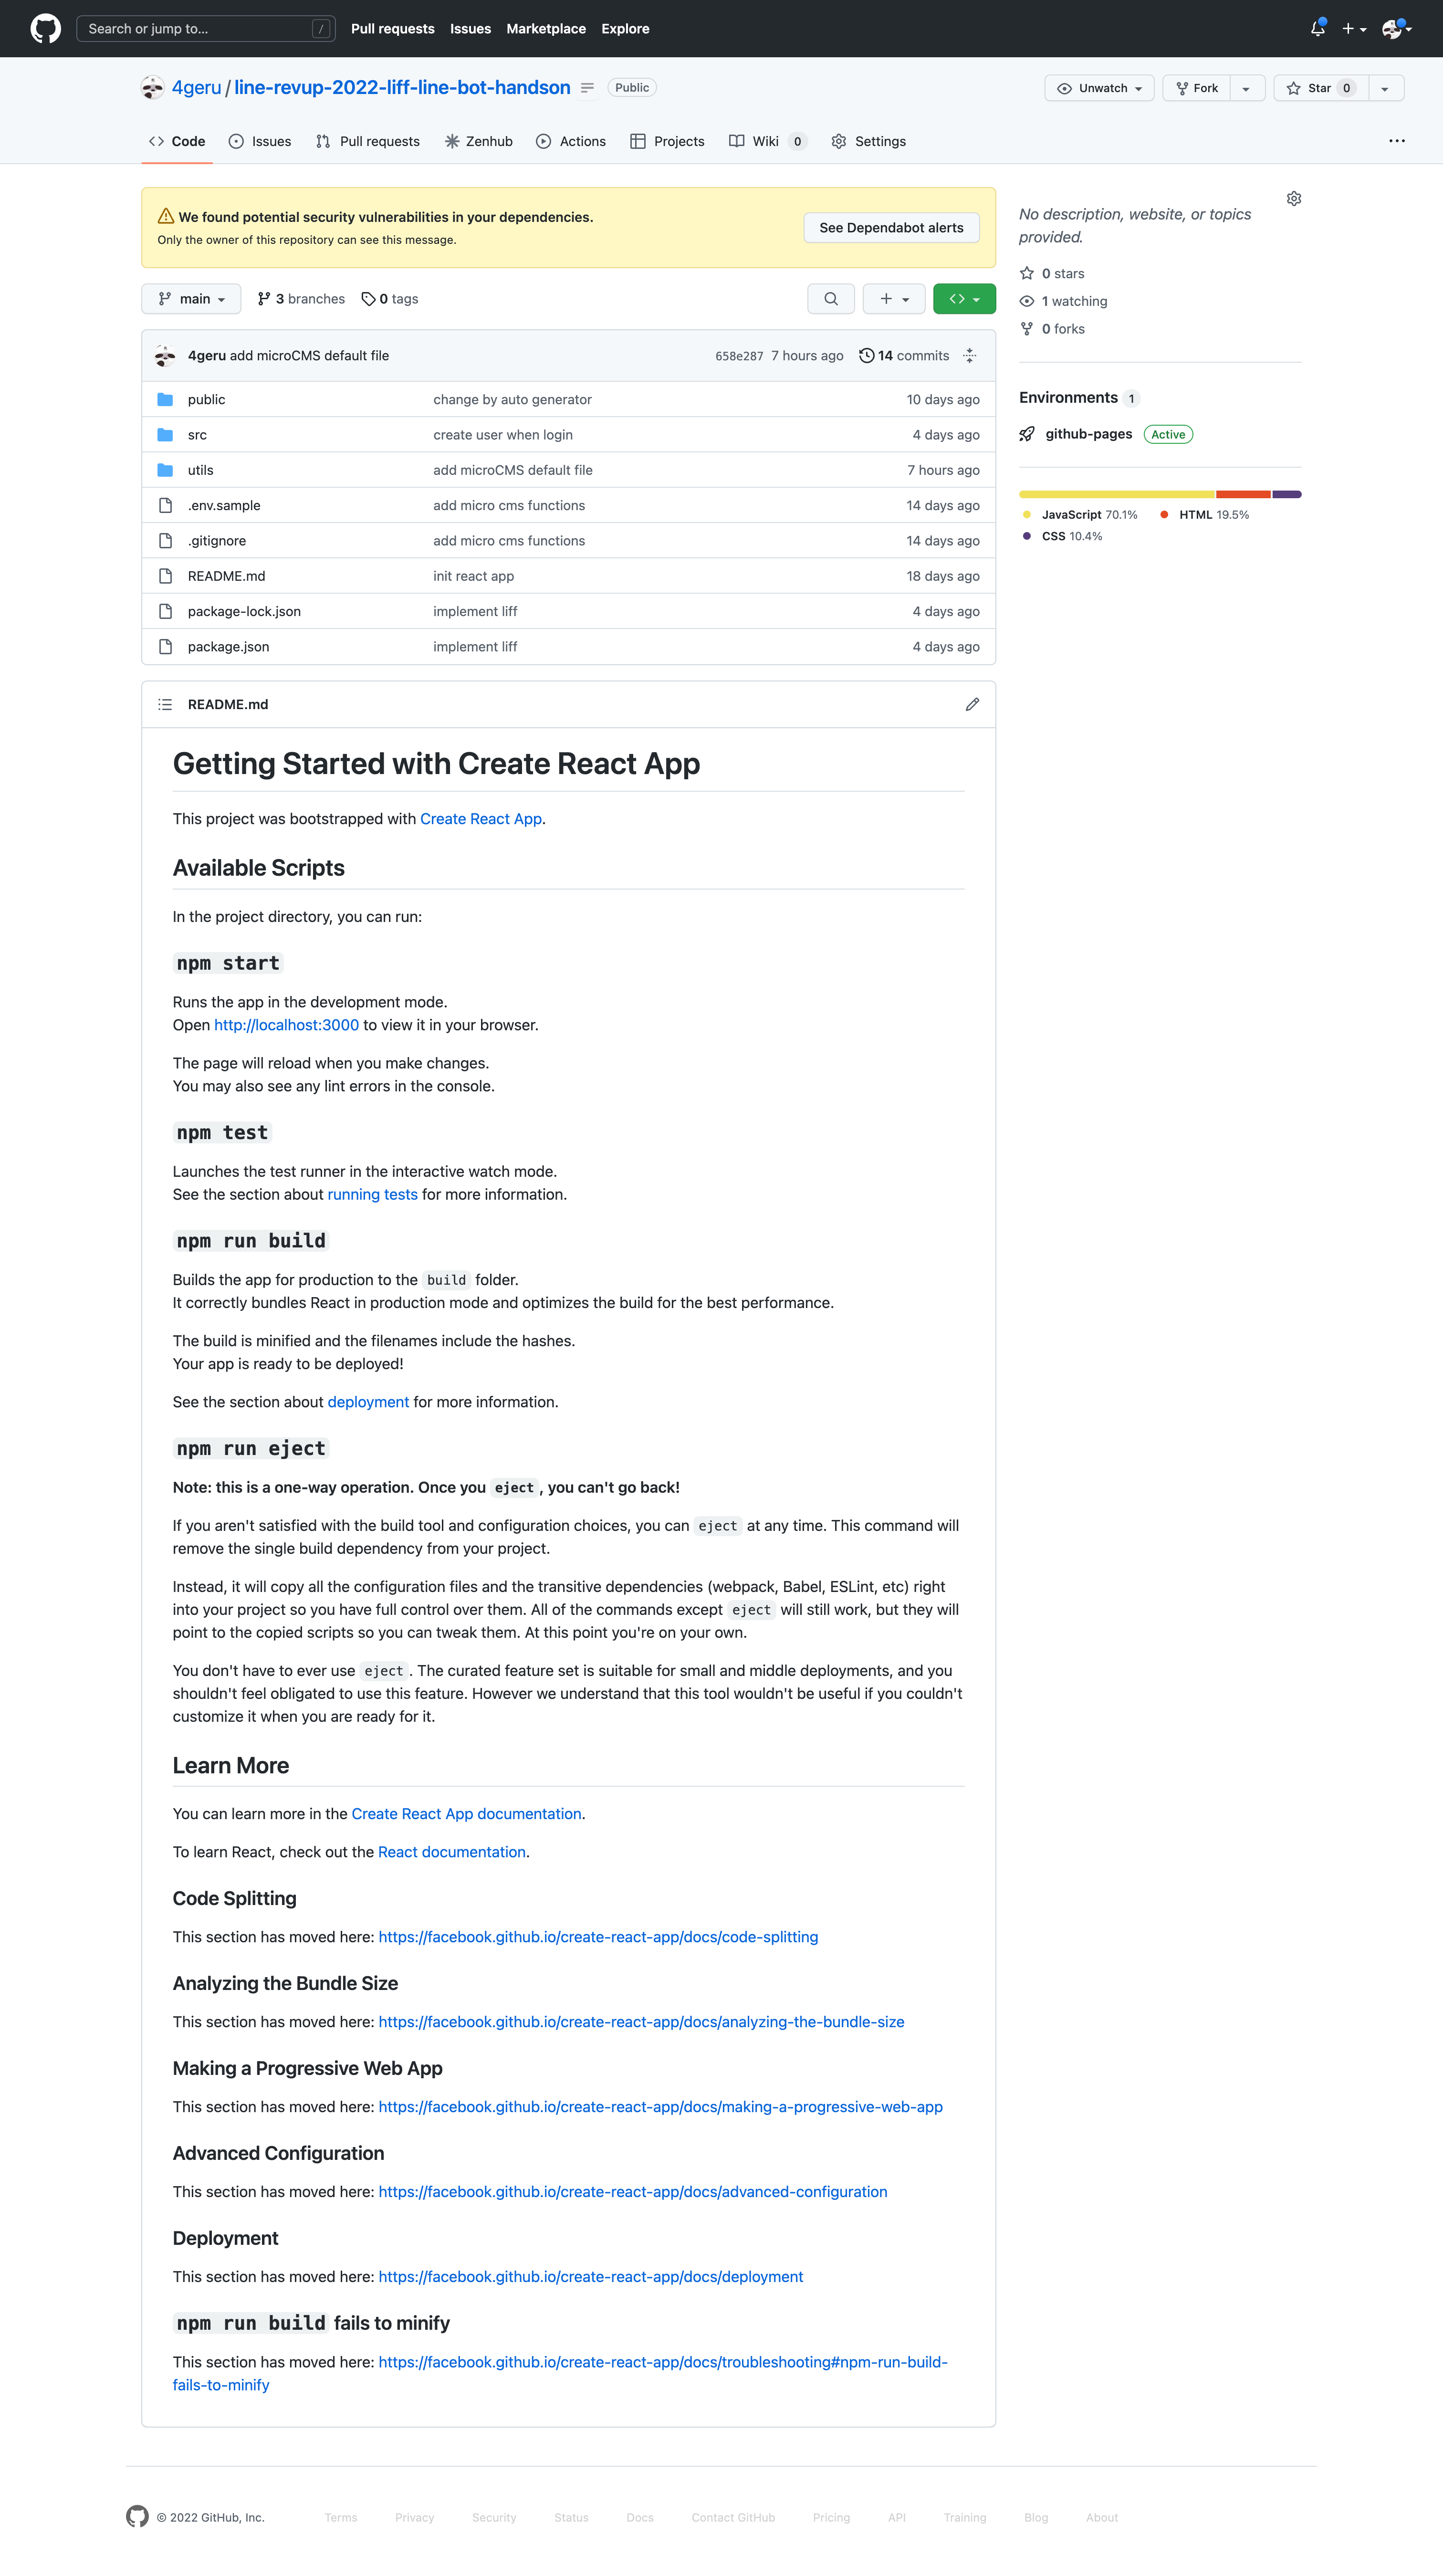 Search or jump to... /
Pull requests Issues Marketplace Explore
4geru / line-revup-2022-liff-line-bot-handson Public
Unwatch Fork Star 0
Code Issues Pull requests Zenhub Actions Projects Wiki 0 Settings
We found potential security vulnerabilities in your dependencies.
Only the owner of this repository can see this message.
See Dependabot alerts
main 3 branches 0 tags
4geru add microCMS default file 658e287 7 hours ago 14 commits
public change by auto generator 10 days ago
src create user when login 4 days ago
utils add microCMS default file 7 hours ago
.env.sample add micro cms functions 14 days ago
.gitignore add micro cms functions 14 days ago
README.md init react app 18 days ago
package-lock.json implement liff 4 days ago
package.json implement liff 4 days ago
No description, website, or topics
provided.
0 stars
1 watching
0 forks
Environments 1
github-pages Active
JavaScript 70.1% HTML 19.5%
CSS 10.4%
README.md
Getting Started with Create React App
This project was bootstrapped with Create React App.
Available Scripts
In the project directory, you can run:
npm start
Runs the app in the development mode.
Open http://localhost:3000 to view it in your browser.
The page will reload when you make changes.
You may also see any lint errors in the console.
npm test
Launches the test runner in the interactive watch mode.
See the section about running tests for more information.
npm run build
Builds the app for production to the build folder.
It correctly bundles React in production mode and optimizes the build for the best performance.
The build is minified and the filenames include the hashes.
Your app is ready to be deployed!
See the section about deployment for more information.
npm run eject
Note: this is a one-way operation. Once you eject, you can't go back!
If you aren't satisfied with the build tool and configuration choices, you can eject at any time. This command will
remove the single build dependency from your project.
Instead, it will copy all the configuration files and the transitive dependencies (webpack, Babel, ESLint, etc) right
into your project so you have full control over them. All of the commands except eject will still work, but they will
point to the copied scripts so you can tweak them. At this point you're on your own.
You don't have to ever use eject. The curated feature set is suitable for small and middle deployments, and you
shouldn't feel obligated to use this feature. However we understand that this tool wouldn't be useful if you couldn't
customize it when you are ready for it.
Learn More
You can learn more in the Create React App documentation.
To learn React, check out the React documentation.
Code Splitting
This section has moved here: https://facebook.github.io/create-react-app/docs/code-splitting
Analyzing the Bundle Size
This section has moved here: https://facebook.github.io/create-react-app/docs/analyzing-the-bundle-size
Making a Progressive Web App
This section has moved here: https://facebook.github.io/create-react-app/docs/making-a-progressive-web-app
Advanced Configuration
This section has moved here: https://facebook.github.io/create-react-app/docs/advanced-configuration
Deployment
This section has moved here: https://facebook.github.io/create-react-app/docs/deployment
npm run build fails to minify
This section has moved here: https://facebook.github.io/create-react-app/docs/troubleshooting#npm-run-build-
fails-to-minify
© 2022 GitHub, Inc. Terms Privacy Security Status Docs Contact GitHub Pricing API Training Blog About